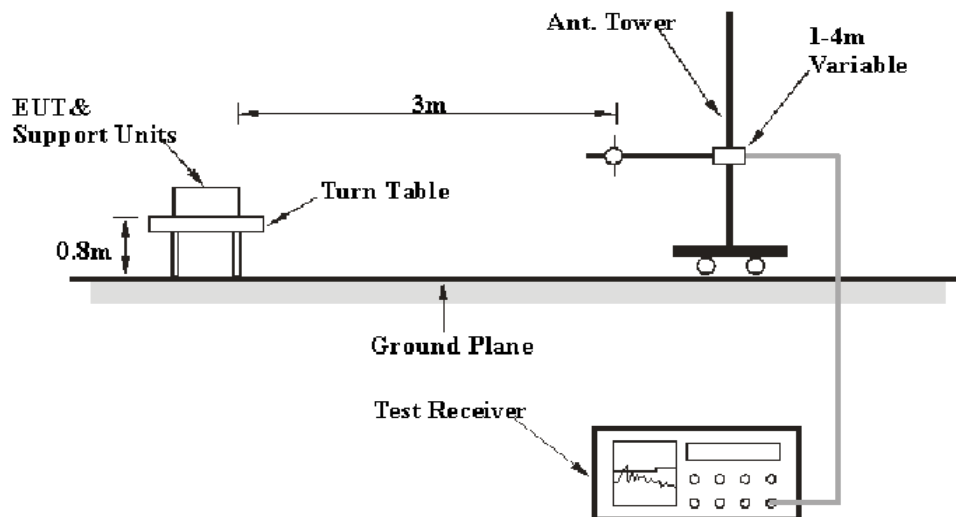 Ant. Tower
1-4m
Variable
EUT&
Support Units
3m
Turn Table
0.8m
Ground Plane
Test Receiver